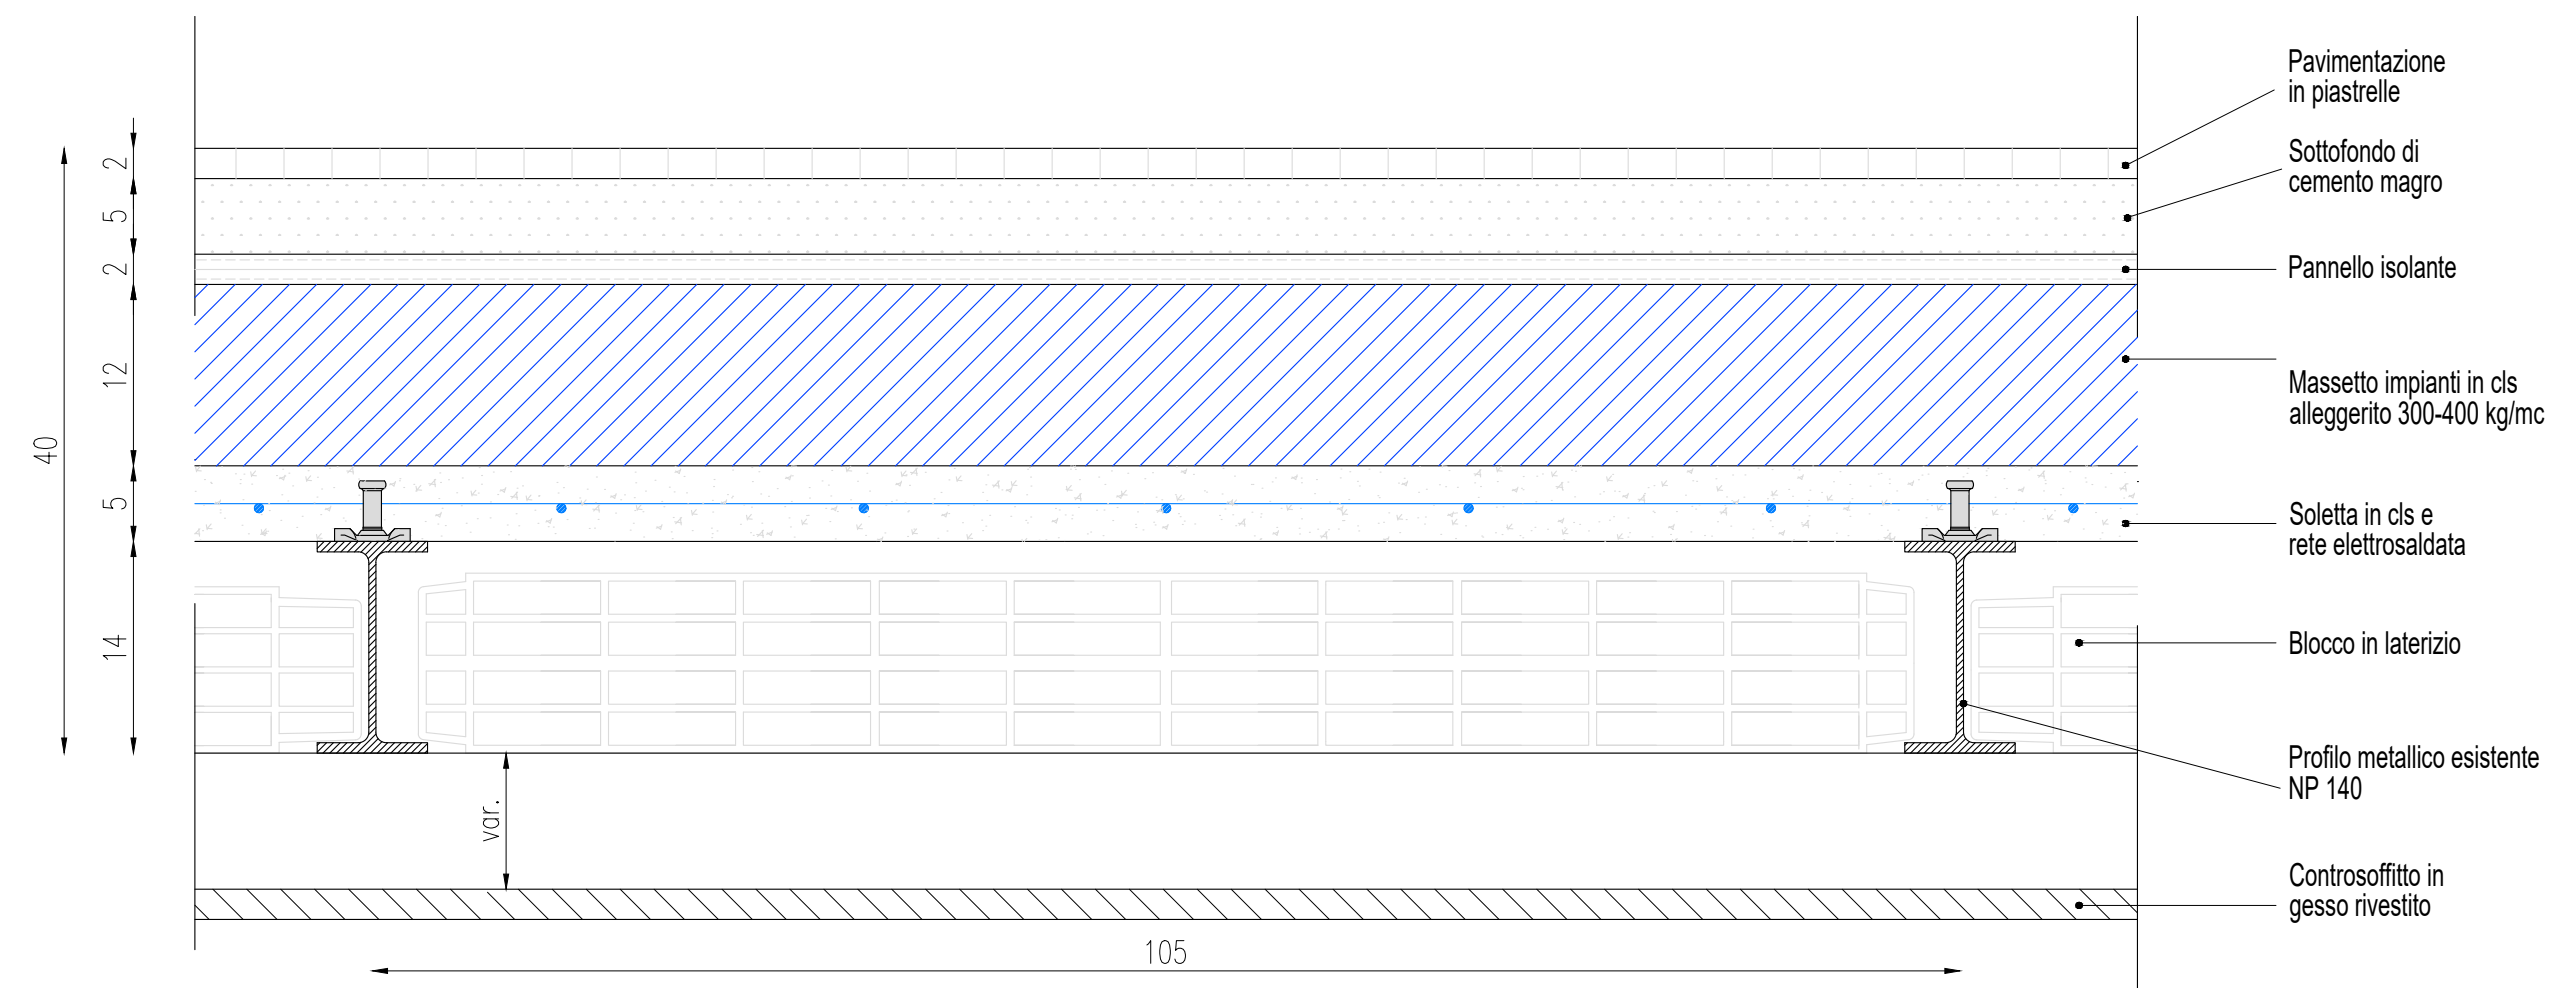 Pavimentazione
in piastrelle
Sottofondo di
cemento magro
Pannello isolante
Massetto impianti in cls
alleggerito 300-400 kg/mc
Soletta in cls e
rete elettrosaldata
Blocco in laterizio
Profilo metallico esistente
NP 140
Controsoffitto in
gesso rivestito
40
2
5
2
12
5
14
var.
105